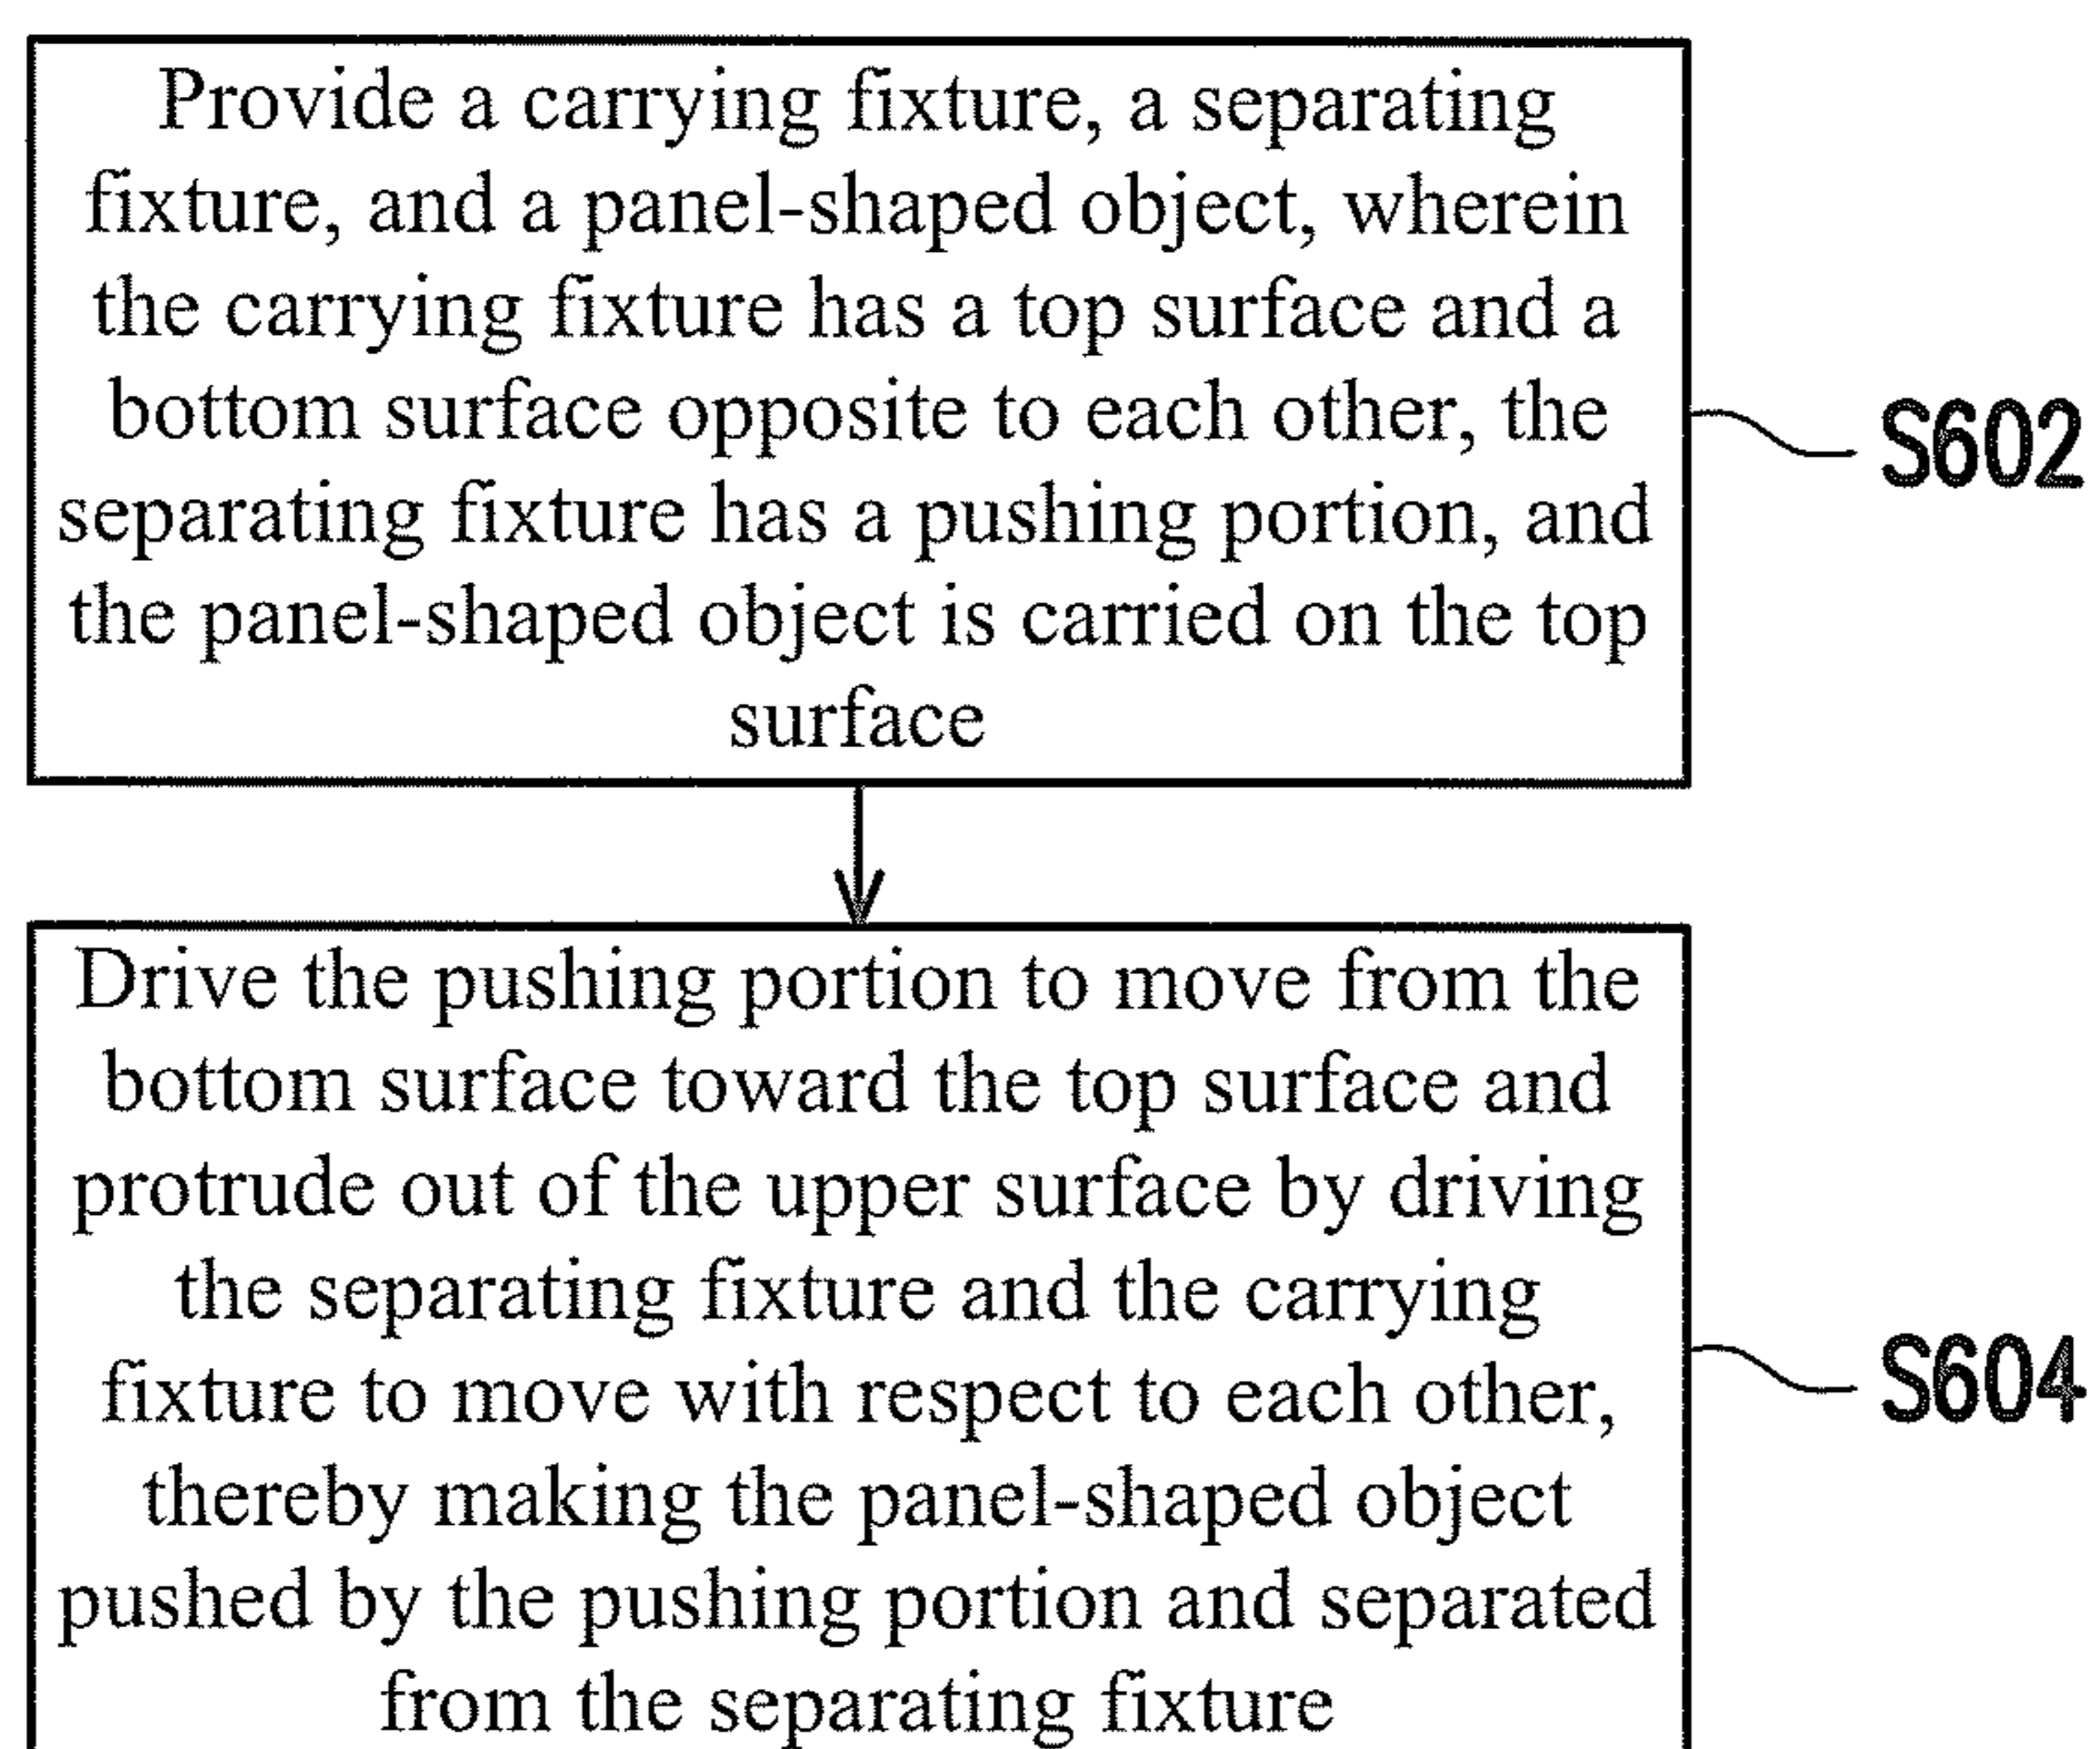 Provide a carrying fixture, a separating
fixture, and a panel-shaped object, wherein
the carrying fixture has a top surface and a
bottom surface opposite to each other, the
separating fixture has a pushing portion, and
the panel-shaped object is carried on the top
surface
S602
Drive the pushing portion to move from the
bottom surface toward the top surface and
protrude out of the upper surface by driving
the separating fixture and the carrying
fixture to move with respect to each other,
thereby making the panel-shaped object
pushed by the pushing portion and separated
from the separating fixture
S604